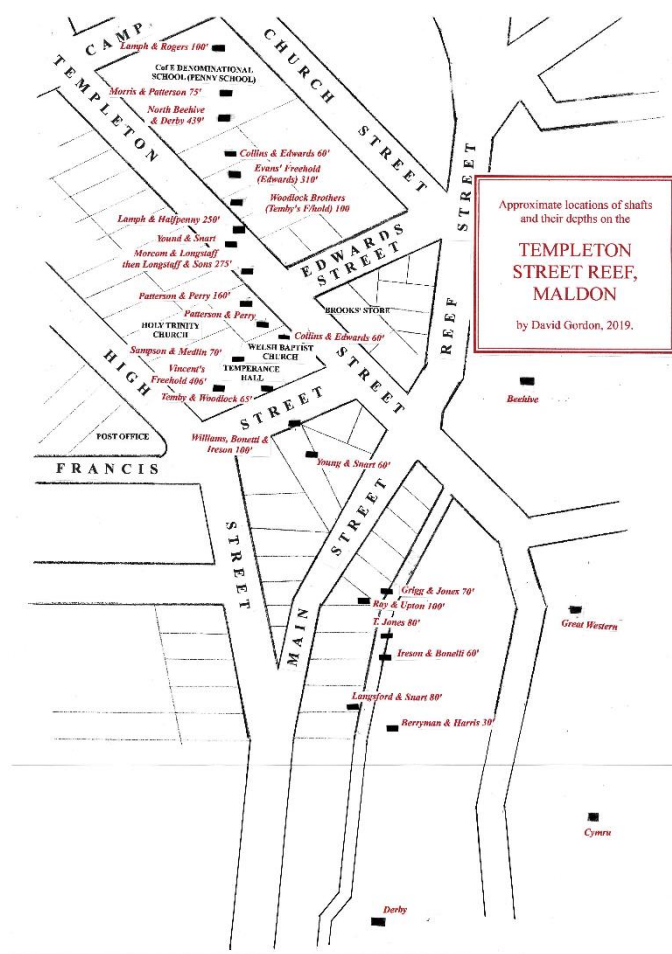 CAMP
Lamph & Rogers 100'
CHURCH STREET
C of E DENOMINATIONAL
SCHOOL (PENNY SCHOOL)
TEMPLETON
Morris & Patterson 75'
North Beehive
& Derby 439'
Collins & Edwards 60'
Evans' Freehold
(Edwards) 310'
Woodlock Brothers
(Temby's F/hold) 100
Approximate locations of shafts
and their depths on the
TEMPLETON
STREET REEF,
MALDON
by David Gordon, 2019.
Lamph & Halfpenny 250'
Yound & Snart
EDWARDS
STREET
REEF STREET
Morcom & Longstaff
then Longstaff & Sons 275'
Patterson & Perry 160'
BROOKS' STORE
Patterson & Perry
HOLY TRINITY
CHURCH
Collins & Edwards 60'
WELSH BAPTIST
CHURCH
Sampson & Medlin 70'
HIGH
TEMPERANCE
HALL
STREET
Vincent's
Freehold 406'
Temby & Woodlock 65'
Beehive
STREET
POST OFFICE
Williams, Bonetti &
Ireson 100'
FRANCIS
Young & Snart 60'
STREET
MAIN STREET
Grigg & Jonex 70'
Ray & Upton 100'
T. Jones 80'
Great Western
Ireson & Bonelli 60'
Langsford & Snart 80'
Berryman & Harris 30'
Cymru
Derby